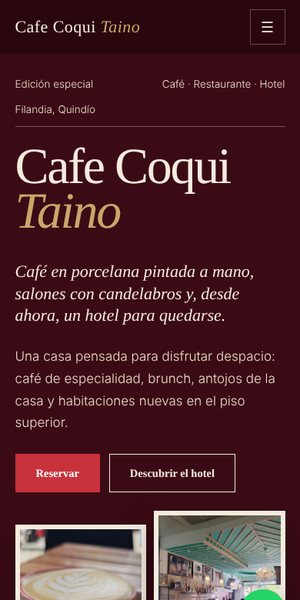 Cafe Coqui Taino
Edición especial
Café · Restaurante · Hotel
Filandia, Quindío
Cafe Coqui
Taino
Café en porcelana pintada a mano,
salones con candelabros y, desde
ahora, un hotel para quedarse.
Una casa pensada para disfrutar despacio:
café de especialidad, brunch, antojos de la
casa y habitaciones nuevas en el piso
superior.
Reservar
Descubrir el hotel